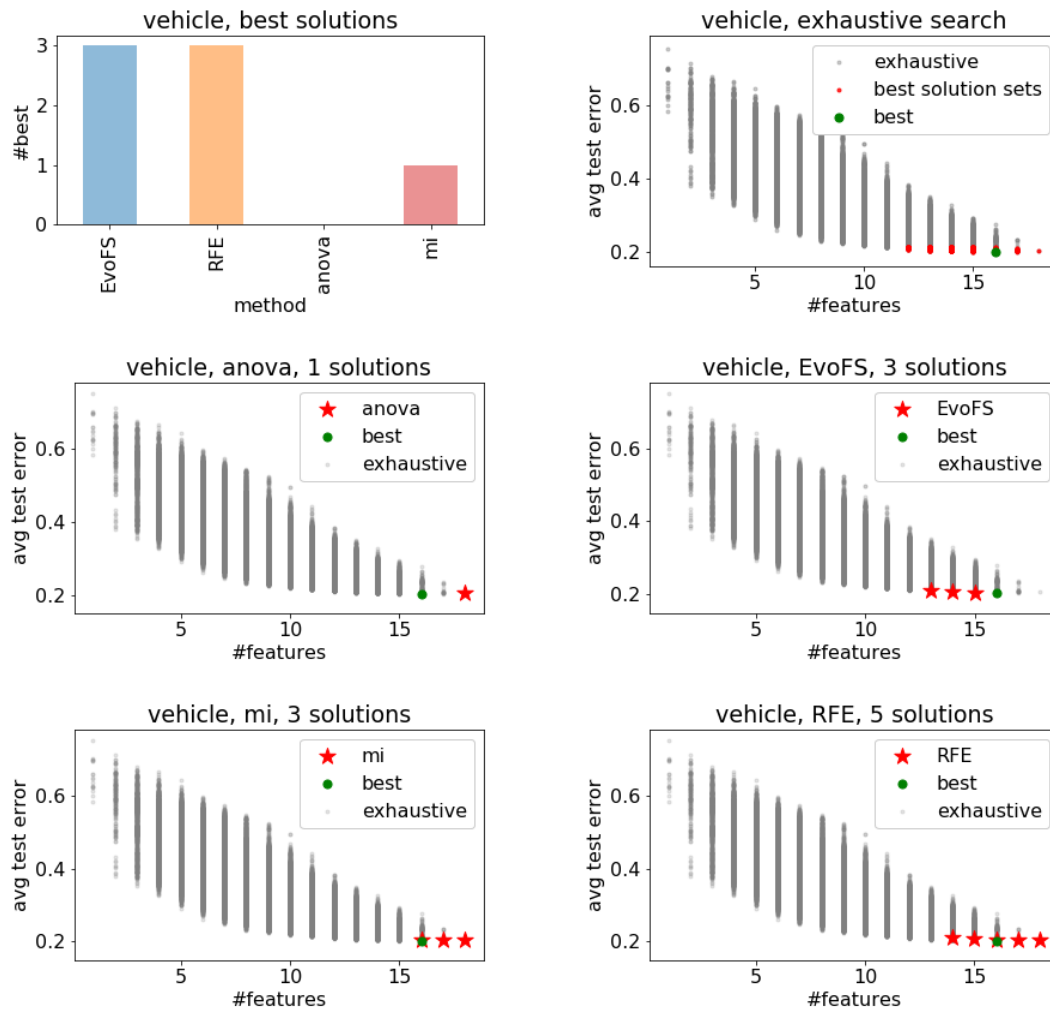 vehicle, best solutions
3
2
1
0
#best
EvoFS
RFE
anova
mi
method
vehicle, exhaustive search
exhaustive
best solution sets
best
0.6
0.4
0.2
avg test error
5
10
15
#features
vehicle, anova, 1 solutions
anova
best
exhaustive
0.6
0.4
0.2
avg test error
5
10
15
#features
vehicle, EvoFS, 3 solutions
EvoFS
best
exhaustive
0.6
0.4
0.2
avg test error
5
10
15
#features
vehicle, mi, 3 solutions
mi
best
exhaustive
0.6
0.4
0.2
avg test error
5
10
15
#features
vehicle, RFE, 5 solutions
RFE
best
exhaustive
0.6
0.4
0.2
avg test error
5
10
15
#features